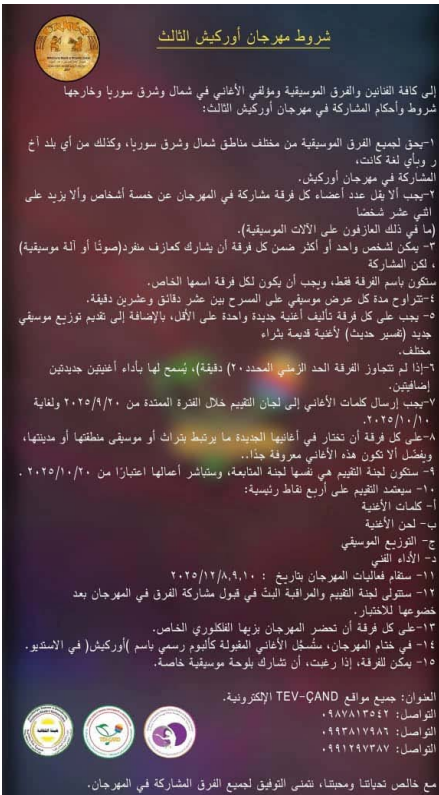 شروط مهرجان أوركيش الثالث
إلى كافة الفنانين والفرق الموسيقية ومؤلفي الأغاني في شمال وشرق سوريا وخارجها
شروط وأحكام المشاركة في مهرجان أوركيش الثالث:
١-يحق لجميع الفرق الموسيقية من مختلف مناطق شمال وشرق سوريا، وكذلك من أي بلد آخ
ر وبأي لغة كانت،
المشاركة في مهرجان أوركيش.
٢-يجب ألا يقل عدد أعضاء كل فرقة مشاركة في المهرجان عن خمسة أشخاص وألا يزيد على
اثني عشر شخصًا
(ما في ذلك العازفون على الآلات الموسيقية).
٣- يمكن لشخص واحد أو أكثر ضمن كل فرقة أن يشارك كعازف منفرد(صوتًا أو آلة موسيقية)
، لكن المشاركة
ستكون باسم الفرقة فقط، ويجب أن يكون لكل فرقة اسمها الخاص.
٤-تتراوح مدة كل عرض موسيقي على المسرح بين عشر دقائق وعشرين دقيقة.
٥- يجب على كل فرقة تأليف أغنية جديدة واحدة على الأقل، بالإضافة إلى تقديم توزيع موسيقي
جديد (تفسير حديث) لأغنية قديمة بثراء
مختلف.
٦-إذا لم تتجاوز الفرقة الحد الزمني المحدد٢٠) دقيقة)، يُسمح لها بأداء أغنيتين جديدتين
إضافيتين.
٧-يجب إرسال كلمات الأغاني إلى لجان التقييم خلال الفترة الممتدة من ٢٠٢٥/٩/٢٠ ولغاية
٢٠٢٥/١٠/١٠.
٨-على كل فرقة أن تختار في أغانيها الجديدة ما يرتبط بتراث أو موسيقى منطقتها أو مدينتها،
ويفضل ألا تكون هذه الأغاني معروفة جدًا..
٩- ستكون لجنة التقييم هي نفسها لجنة المتابعة، وستباشر أعمالها اعتبارًا من ٢٠٢٥/١٠/٢٠ .
١٠- سيعتمد التقييم على أربع نقاط رئيسية:
أ- كلمات الأغنية
ب- لحن الأغنية
ج- التوزيع الموسيقي
د- الأداء الفني
١١- ستقام فعاليات المهرجان بتاريخ : ٢٠٢٥/١٢/٨,٩,١٠
١٢- ستتولى لجنة التقييم والمراقبة البتّ في قبول مشاركة الفرق في المهرجان بعد
خضوعها للاختبار.
١٣-على كل فرقة أن تحضر المهرجان بزيها الفلكلوري الخاص.
١٤- في ختام المهرجان، ستُسجَّل الأغاني المقبولة كألبوم رسمي باسم )أوركيش( في الاستديو.
١٥- يمكن للفرقة، إذا رغبت، أن تشارك بلوحة موسيقية خاصة.
العنوان: جميع مواقع TEV-ÇAND الإلكترونية.
التواصل: ٠٩٨٧٨١٣٥٤٢
التواصل: ٠٩٩٣٨١٧٩٨٦
التواصل: ٠٩٩١٢٩٧٣٨٧
هيئة الثقافة
مع خالص تحياتنا ومحبتنا، نتمنى التوفيق لجميع الفرق المشاركة في المهرجان.